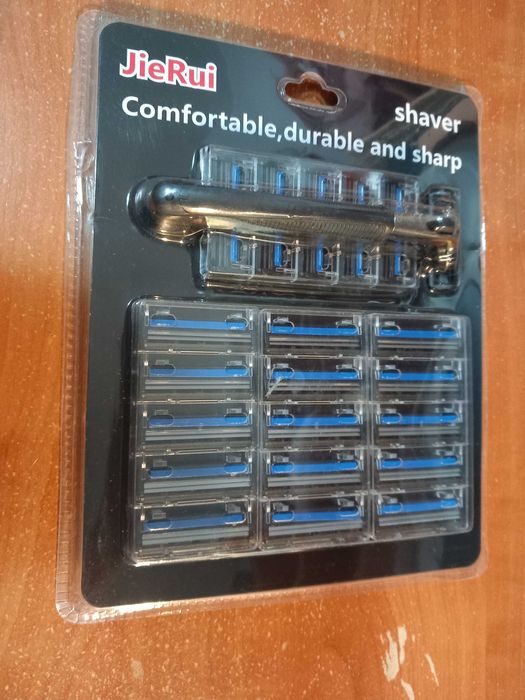 JieRui
shaver
Comfortable,durable and sharp